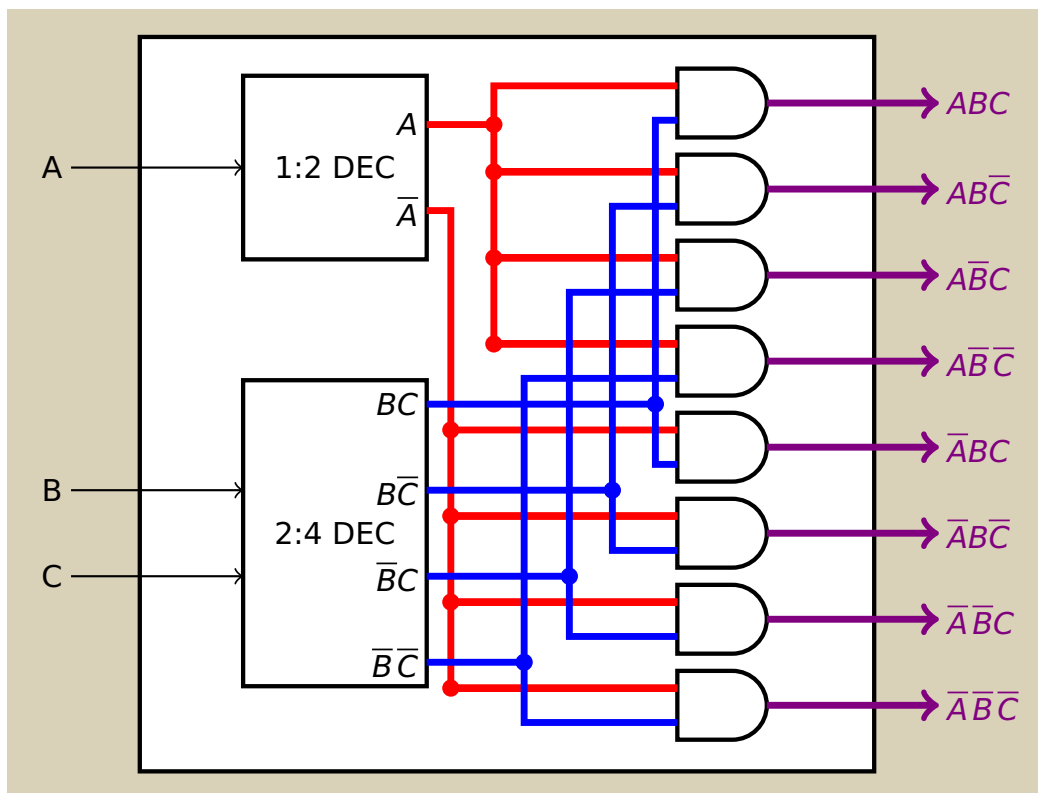 A
1:2 DEC
A
A̅
B
C
2:4 DEC
BC
BC̅
B̅C
B̅ C̅
ABC
ABC̅
AB̅C
AB̅ C̅
A̅BC
A̅BC̅
A̅ B̅C
A̅ B̅ C̅